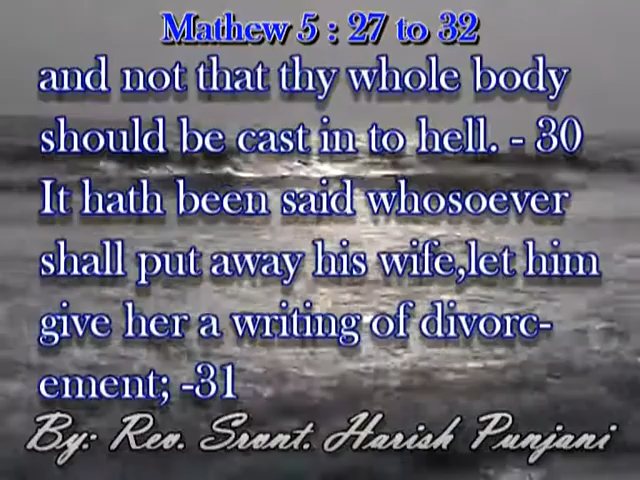 Mathew 5 : 27 to 32
and not that thy whole body
should be cast in to hell. - 30
It hath been said whosoever
shall put away his wife,let him
give her a writing of divorc-
ement; -31
By: Rev. Srvnt. Harish Punjani